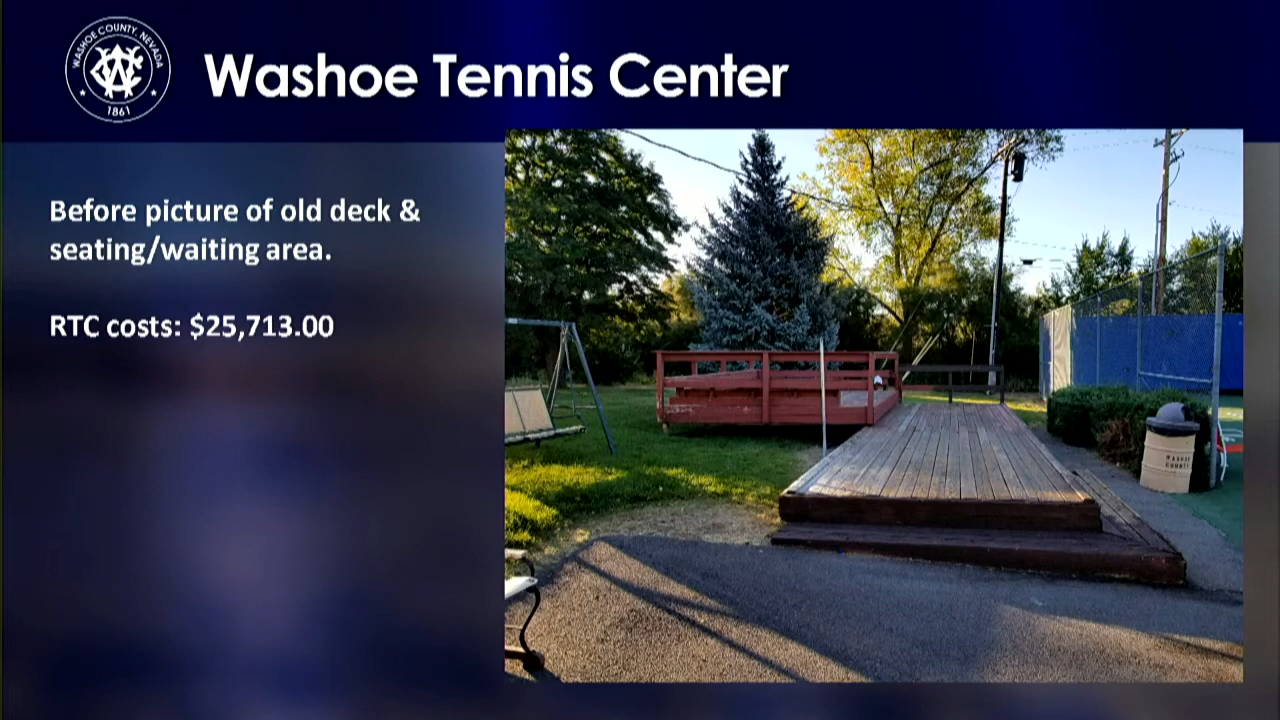 WASHOE COUNTY, NEVADA
1861
Washoe Tennis Center
Before picture of old deck &
seating/waiting area.
RTC costs: $25,713.00
WASHOE
COUNTY